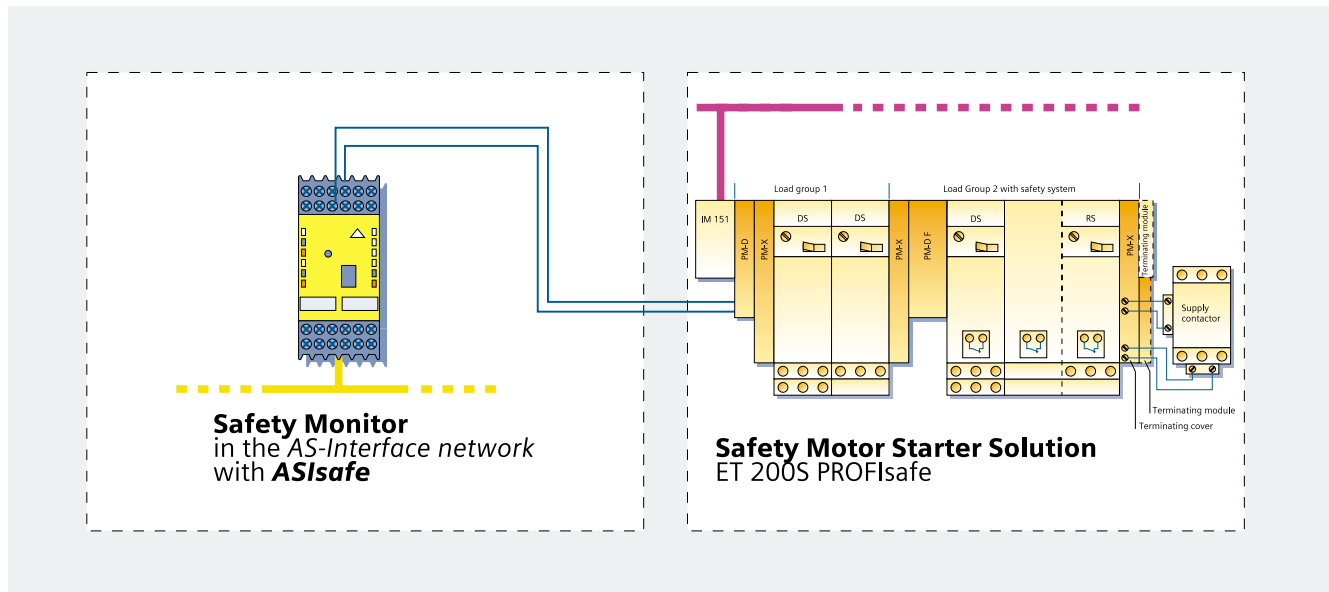 Safety Monitor
in the AS-Interface network
with ASIsafe
Load group 1
Load Group 2 with safety system
IM 151
PM-D
PM-X
DS
DS
PM-X
PM-D F
DS
RS
PM-X
Terminating module
Supply
contactor
Terminating module
Terminating cover
Safety Motor Starter Solution
ET 200S PROFIsafe